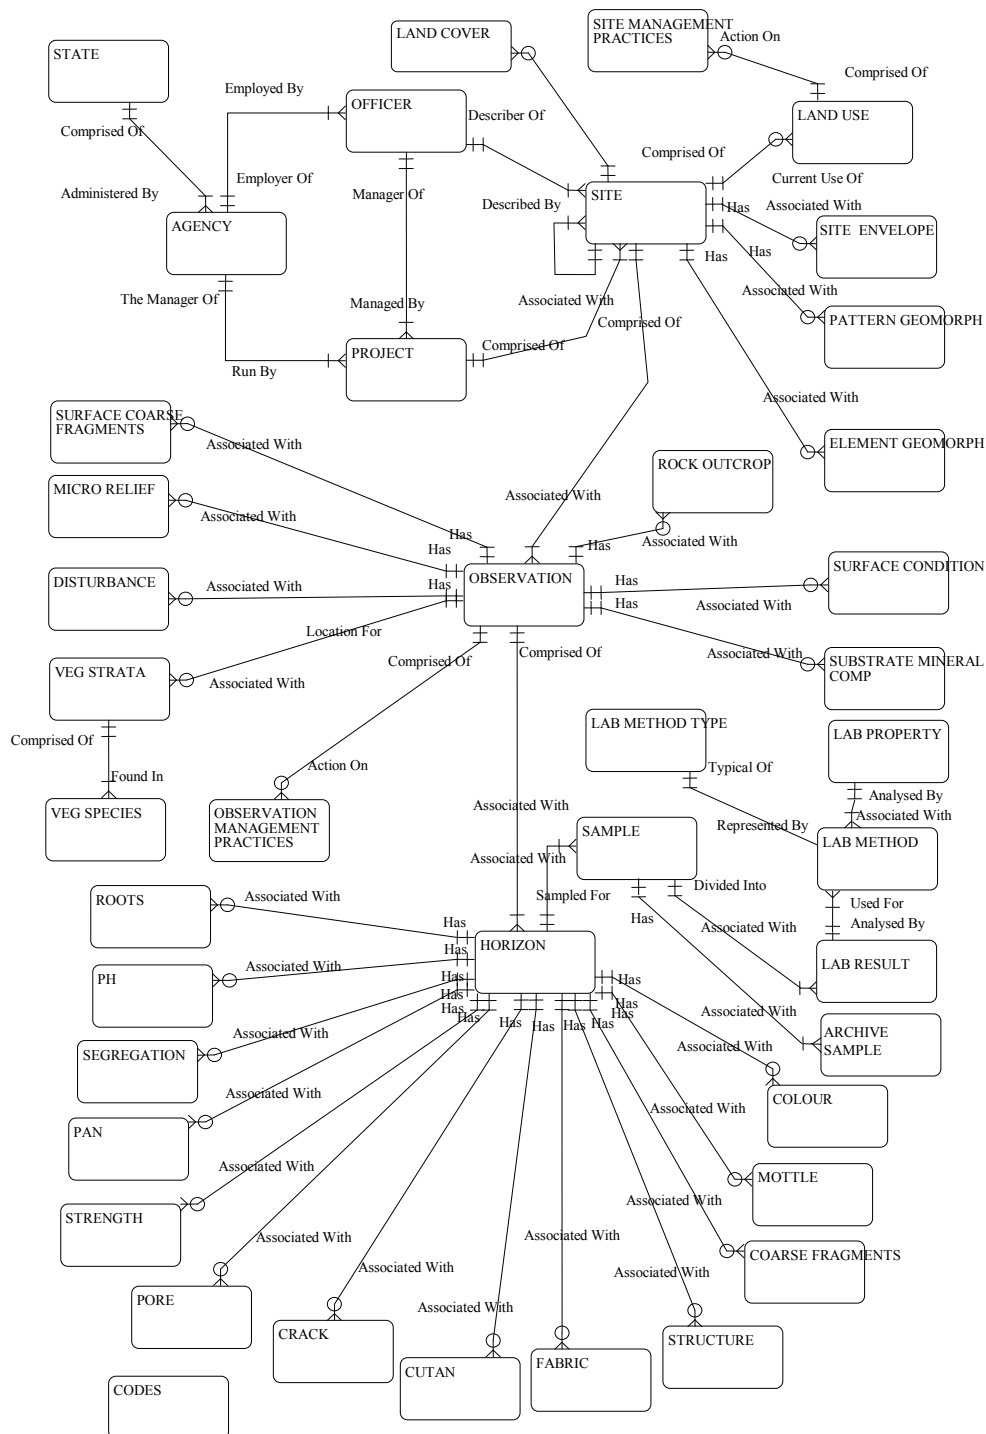 LAND COVER
SITE MANAGEMENT
PRACTICES
Action On
STATE
Comprised Of
Employed By
OFFICER
Describer Of
LAND USE
Comprised Of
Comprised Of
Administered By
Employer Of
Manager Of
Current Use Of
Described By
SITE
Has
Associated With
AGENCY
SITE  ENVELOPE
Has
Has
The Manager Of
Managed By
Associated With
Associated With
Comprised Of
PATTERN GEOMORPH
PROJECT
Comprised Of
Run By
Associated With
SURFACE COARSE
FRAGMENTS
Associated With
ELEMENT GEOMORPH
ROCK OUTCROP
MICRO RELIEF
Associated With
Associated With
Has
Has
Has
Associated With
OBSERVATION
SURFACE CONDITION
DISTURBANCE
Associated With
Has
Has
Has
Associated With
Location For
Comprised Of
Comprised Of
Associated With
VEG STRATA
Associated With
SUBSTRATE MINERAL
COMP
LAB METHOD TYPE
LAB PROPERTY
Comprised Of
Action On
Typical Of
Found In
Analysed By
VEG SPECIES
OBSERVATION
MANAGEMENT
PRACTICES
Associated With
Associated With
SAMPLE
Represented By
LAB METHOD
Associated With
Divided Into
Sampled For
ROOTS
Associated With
Has
Used For
Has
Associated With
Analysed By
HORIZON
Has
PH
Associated With
LAB RESULT
Has
Has
Has
Has
Associated With
SEGREGATION
Associated With
Has
Has
Has
Has
Has
Has
Has
ARCHIVE
SAMPLE
Associated With
COLOUR
PAN
Associated With
Associated With
STRENGTH
Associated With
MOTTLE
Associated With
Associated With
Associated With
COARSE FRAGMENTS
Associated With
Associated With
PORE
Associated With
CRACK
STRUCTURE
CUTAN
FABRIC
CODES